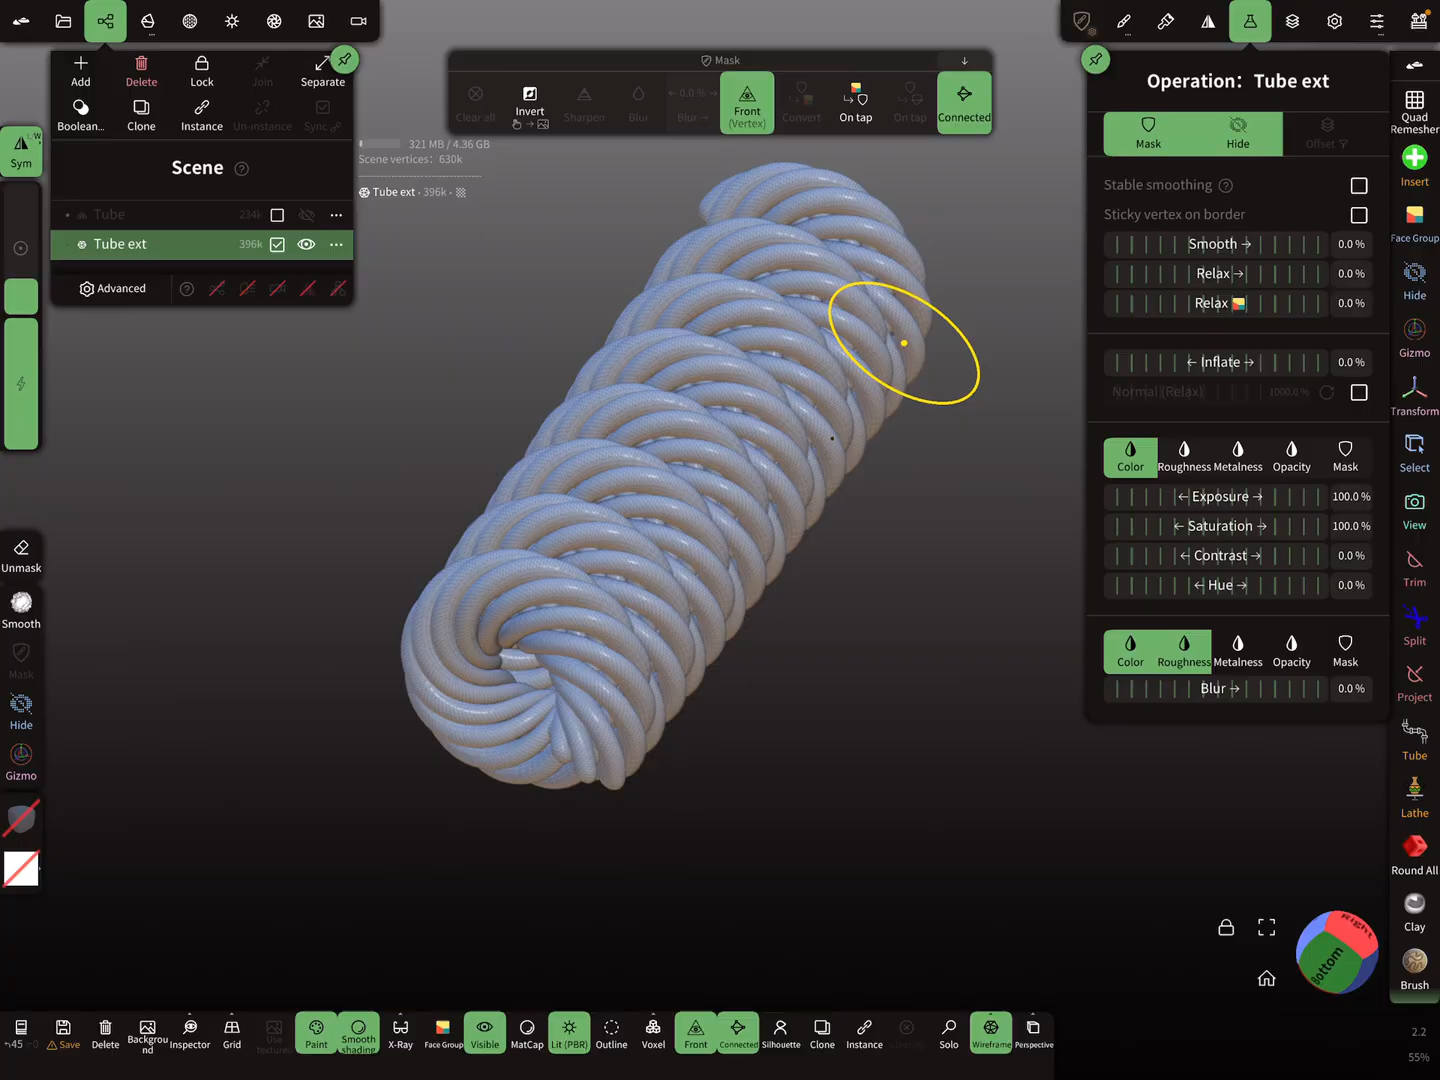 Add
Delete
Lock
Join
Separate
Boolean...
Clone
Instance
Un-instance
Sync
Scene
Tube
234k
Tube ext
396k
Advanced
Mask
Clear all
Invert
Sharpen
Blur
← 0.0 % →
Blur →
Front
(Vertex)
Convert
On tap
On tap
Connected
321 MB / 4.36 GB
Scene vertices: 630k
Tube ext · 396k ·
Operation: Tube ext
Mask
Hide
Offset
Stable smoothing
Sticky vertex on border
Smooth →
0.0 %
Relax →
0.0 %
Relax
0.0 %
← Inflate →
0.0 %
Normal (Relax)
1000.0 %
Color
Roughness
Metalness
Opacity
Mask
← Exposure →
100.0 %
← Saturation →
100.0 %
← Contrast →
0.0 %
← Hue →
0.0 %
Color
Roughness
Metalness
Opacity
Mask
Blur →
0.0 %
Sym
Unmask
Smooth
Mask
Hide
Gizmo
Quad
Remesher
Insert
Face Group
Hide
Gizmo
Transform
Select
View
Trim
Split
Project
Tube
Lathe
Round All
Clay
Brush
Right
Bottom
45
Save
Delete
Backgrou
nd
Inspector
Grid
Use
Paint
Smooth
shading
X-Ray
Face Group
Visible
MatCap
Lit (PBR)
Outline
Voxel
Front
Connected
Silhouette
Clone
Instance
Solo
Wireframe
Perspective
2.2
55%